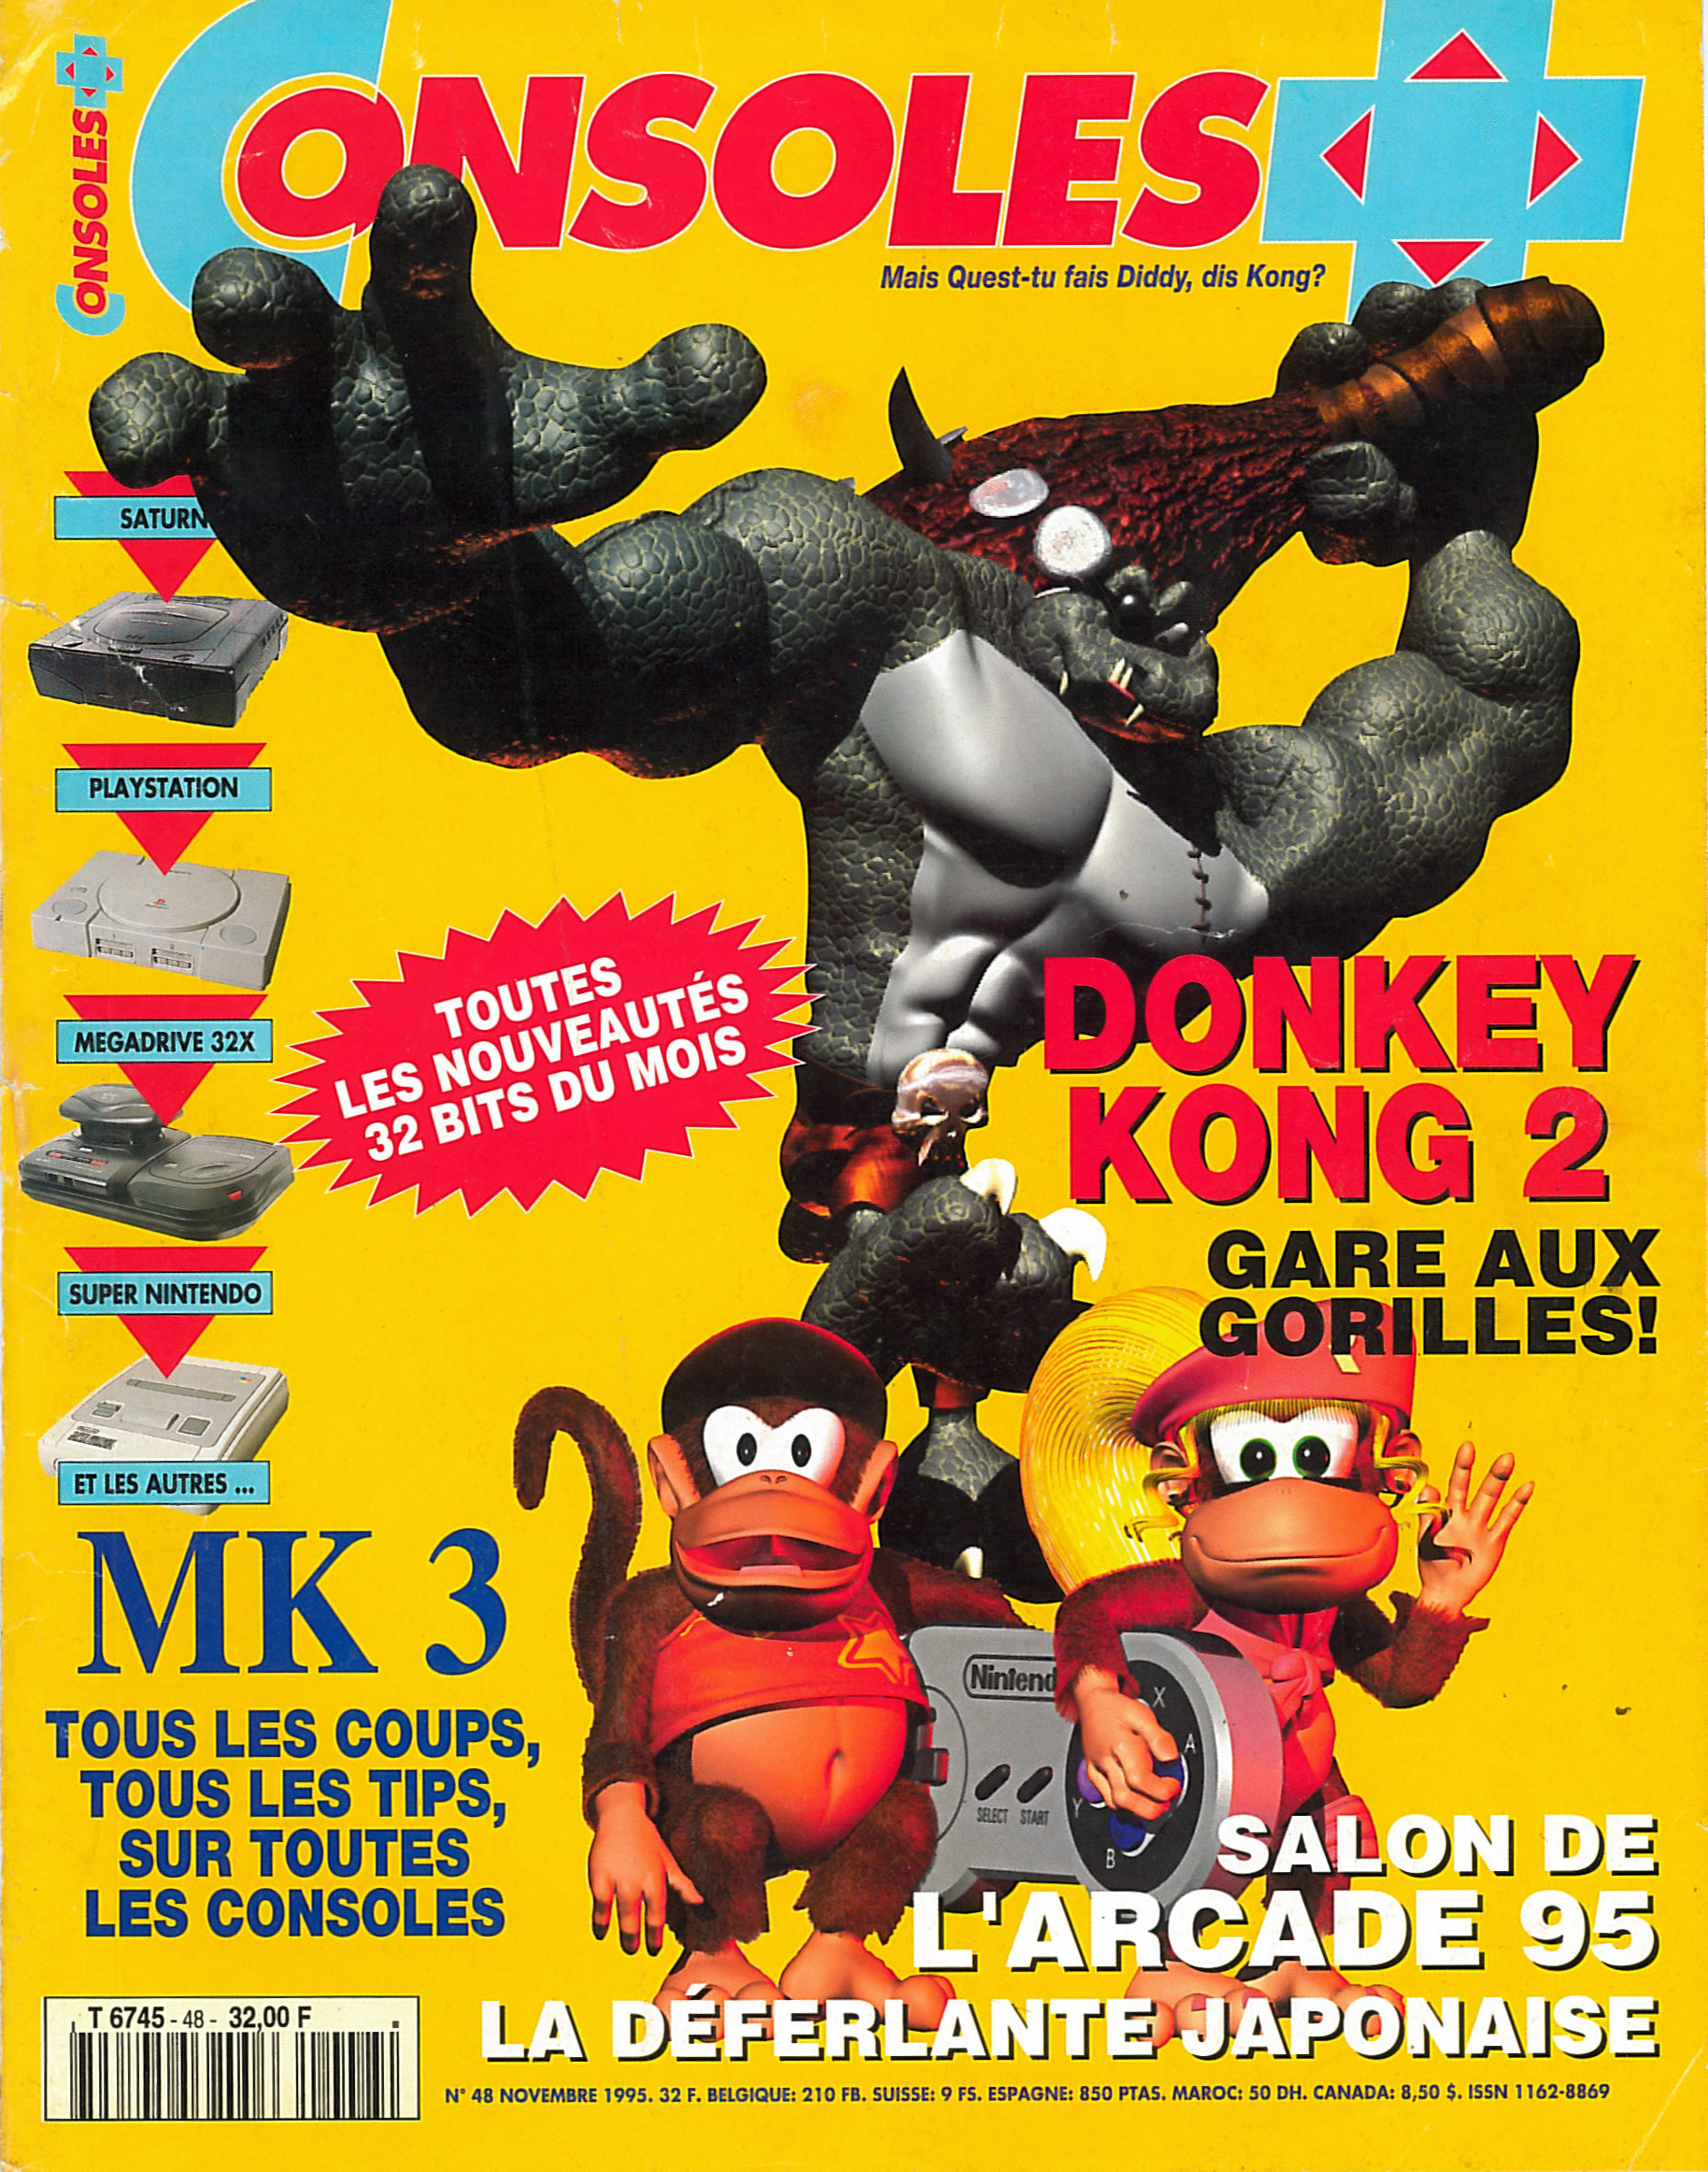 CONSOLES
CONSOLES
Mais Quest-tu fais Diddy, dis Kong?
SATURN
PLAYSTATION
MEGADRIVE 32X
SUPER NINTENDO
ET LES AUTRES ...
TOUTES
LES NOUVEAUTÉS
32 BITS DU MOIS
DONKEY
KONG 2
GARE AUX
GORILLES!
MK 3
TOUS LES COUPS,
TOUS LES TIPS,
SUR TOUTES
LES CONSOLES
Nintend
SELECT START
X
A
Y
B
SALON DE
L'ARCADE 95
LA DÉFERLANTE JAPONAISE
T 6745 - 48 - 32,00 F
N° 48 NOVEMBRE 1995. 32 F. BELGIQUE: 210 FB. SUISSE: 9 FS. ESPAGNE: 850 PTAS. MAROC: 50 DH. CANADA: 8,50 $. ISSN 1162-8869